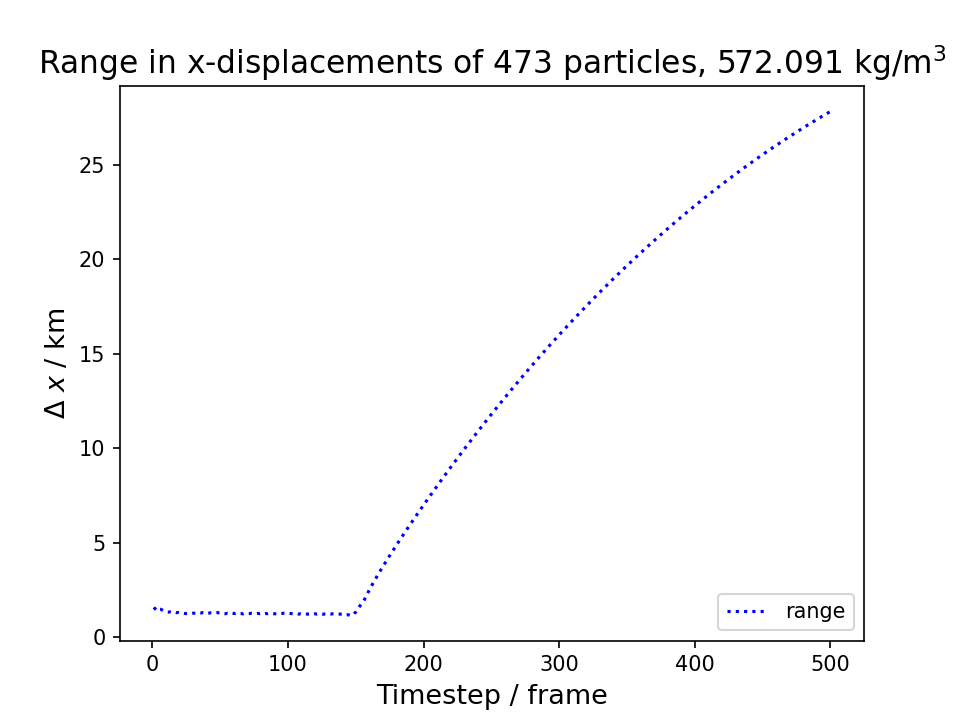 Range in x-displacements of 473 particles, 572.091 kg/m³
25
20
15
10
5
0
Δ x / km
range
0 100 200 300 400 500
Timestep / frame